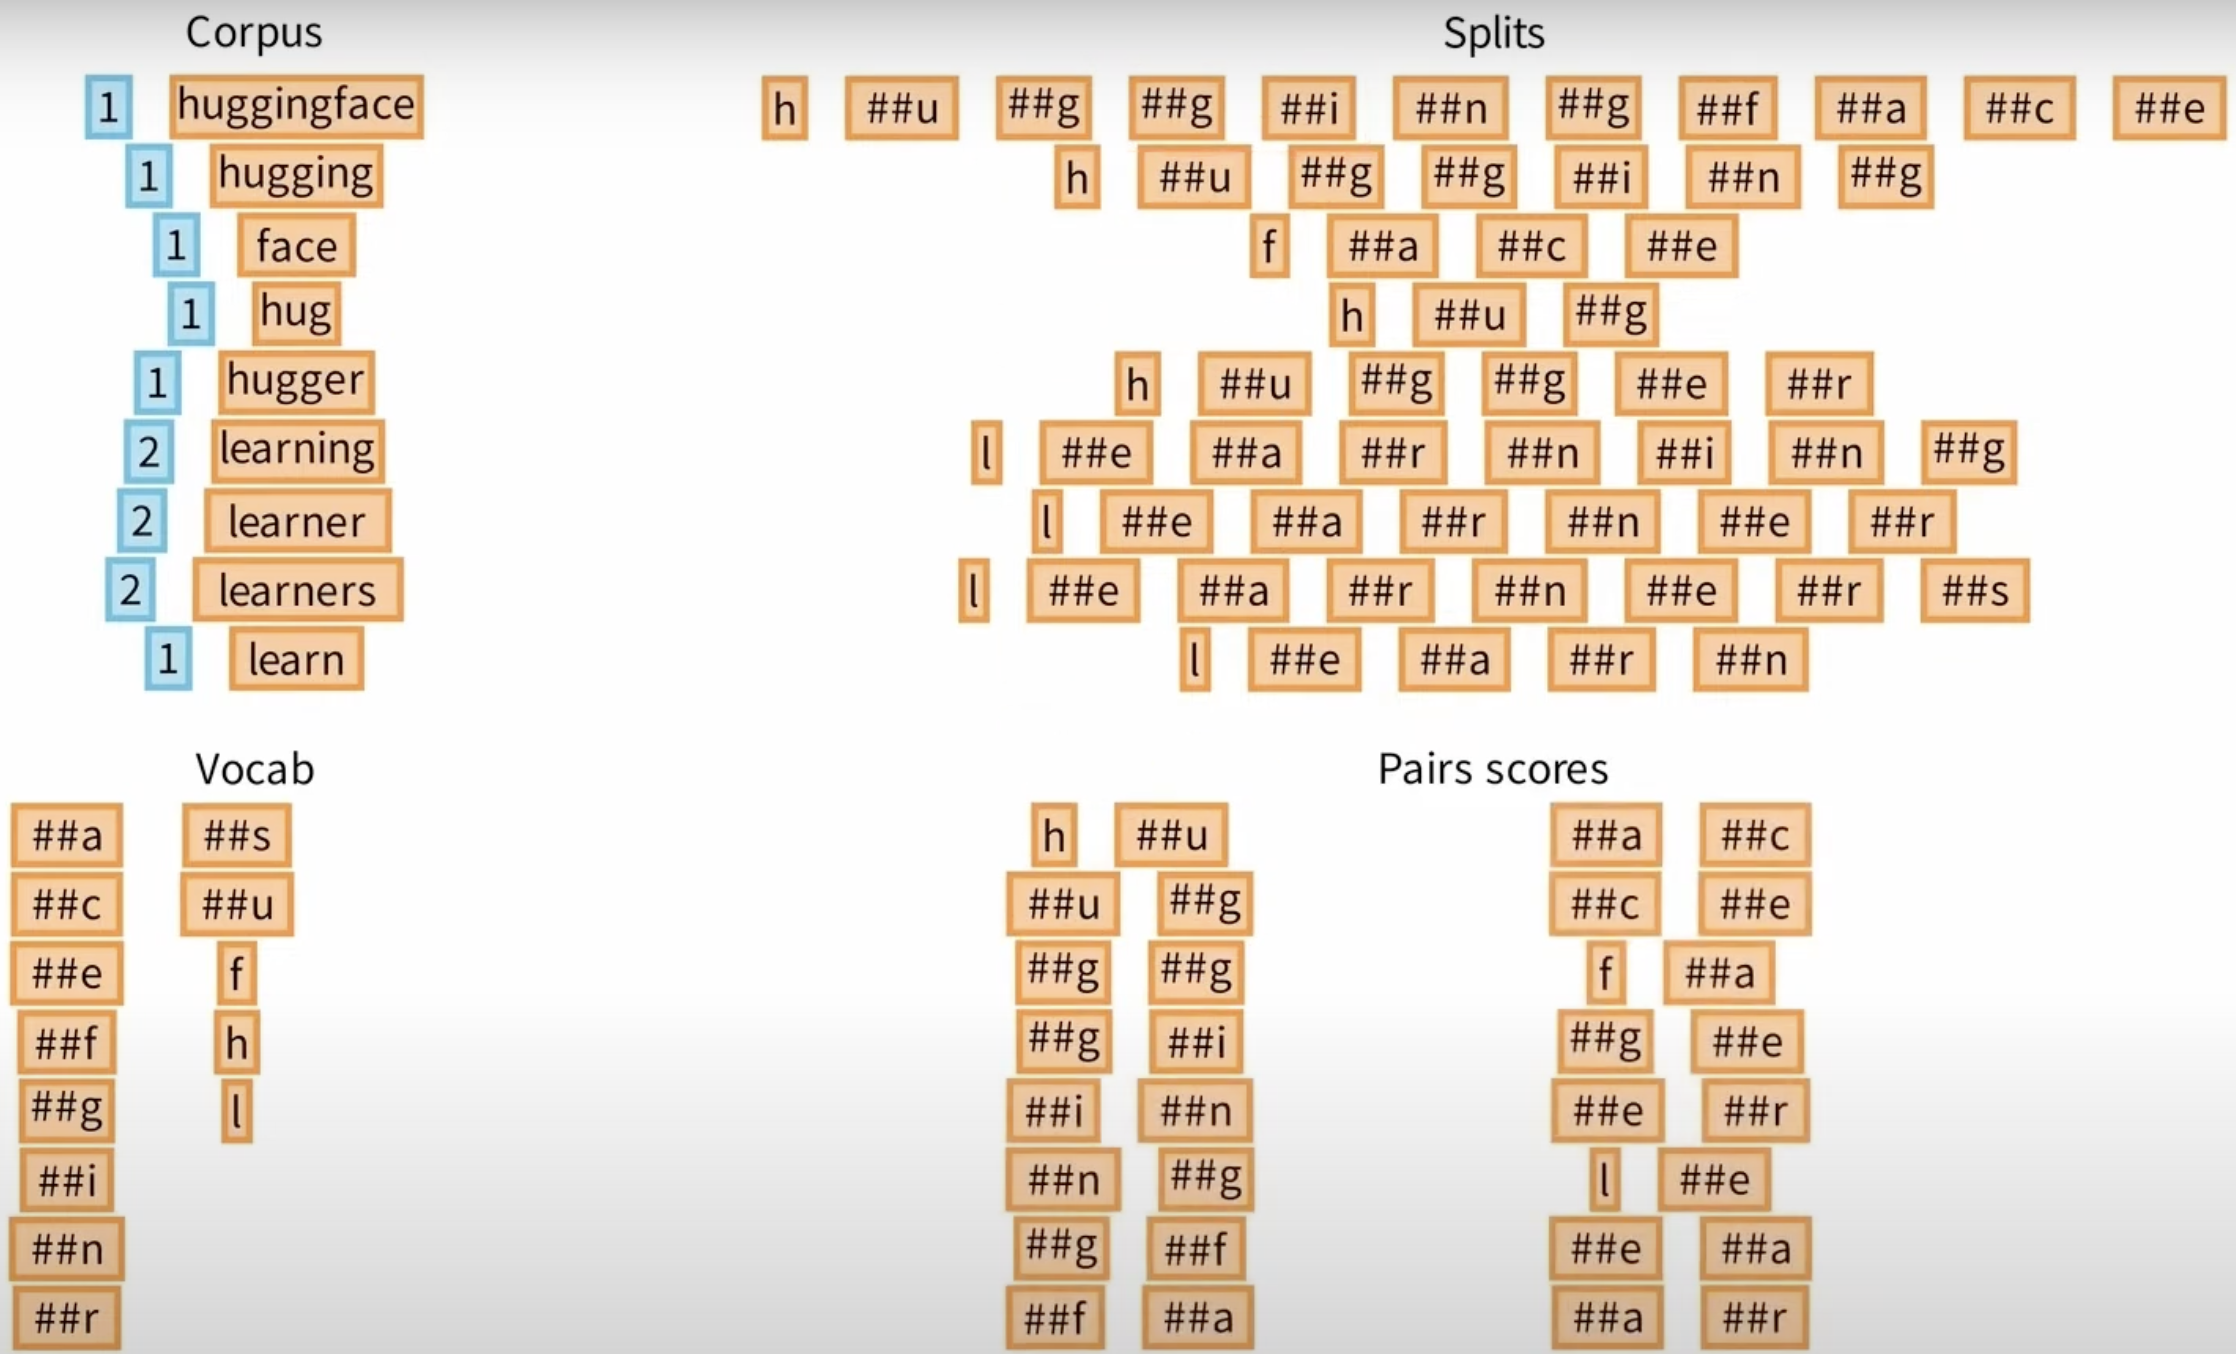 Corpus
Splits
1 huggingface
h ##u ##g ##g ##i ##n ##g ##f ##a ##c ##e
1 hugging
h ##u ##g ##g ##i ##n ##g
1 face
f ##a ##c ##e
1 hug
h ##u ##g
1 hugger
h ##u ##g ##g ##e ##r
2 learning
l ##e ##a ##r ##n ##i ##n ##g
2 learner
l ##e ##a ##r ##n ##e ##r
2 learners
l ##e ##a ##r ##n ##e ##r ##s
1 learn
l ##e ##a ##r ##n
Vocab
##a ##s
##c ##u
##e f
##f h
##g l
##i
##n
##r
Pairs scores
h ##u
##u ##g
##g ##g
##g ##i
##i ##n
##n ##g
##g ##f
##f ##a
##a ##c
##c ##e
f ##a
##g ##e
##e ##r
l ##e
##e ##a
##a ##r